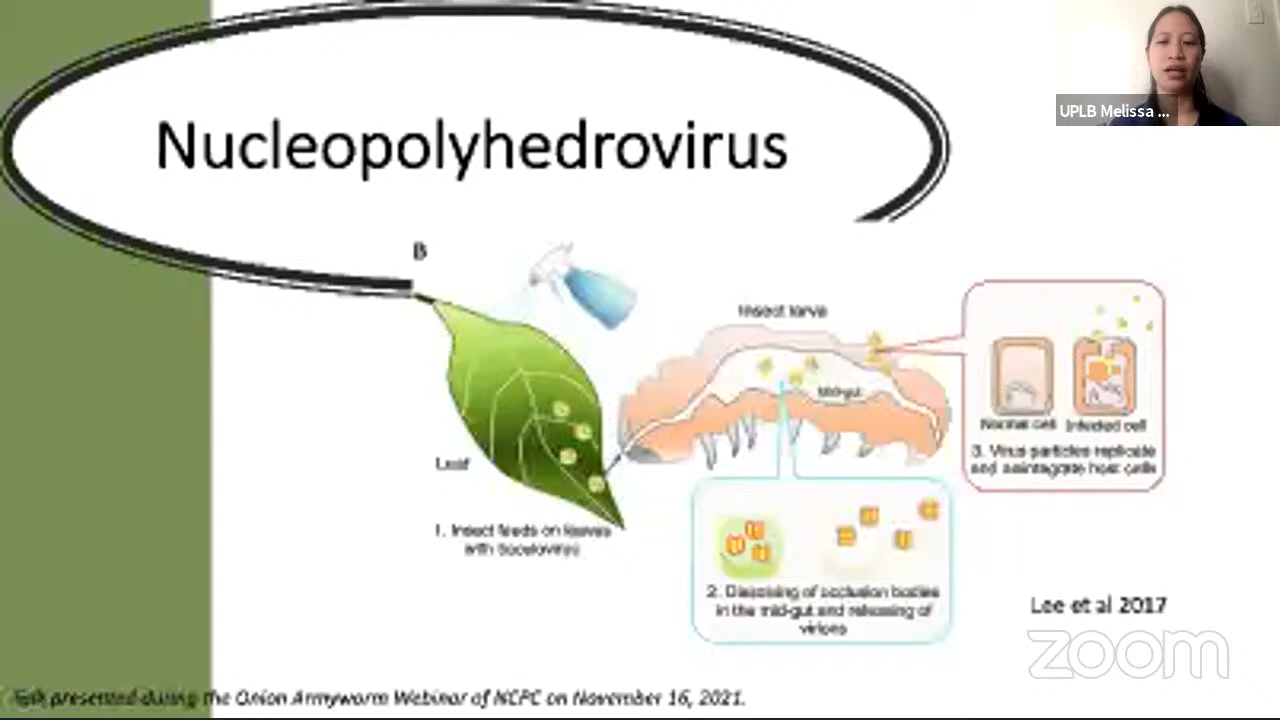 UPLB Melissa ...
Nucleopolyhedrovirus
B
Insect larva
Mid-gut
Leaf
1. Insect feeds on leaves
with baculovirus
Normal cell Infected cell
3. Virus particles replicate
and disintegrate host cells
2. Dissolving of occlusion bodies
in the mid-gut and releasing of
virions
Lee et al 2017
zoom
presented during the Onion Armyworm Webinar of NCPC on November 16, 2021.